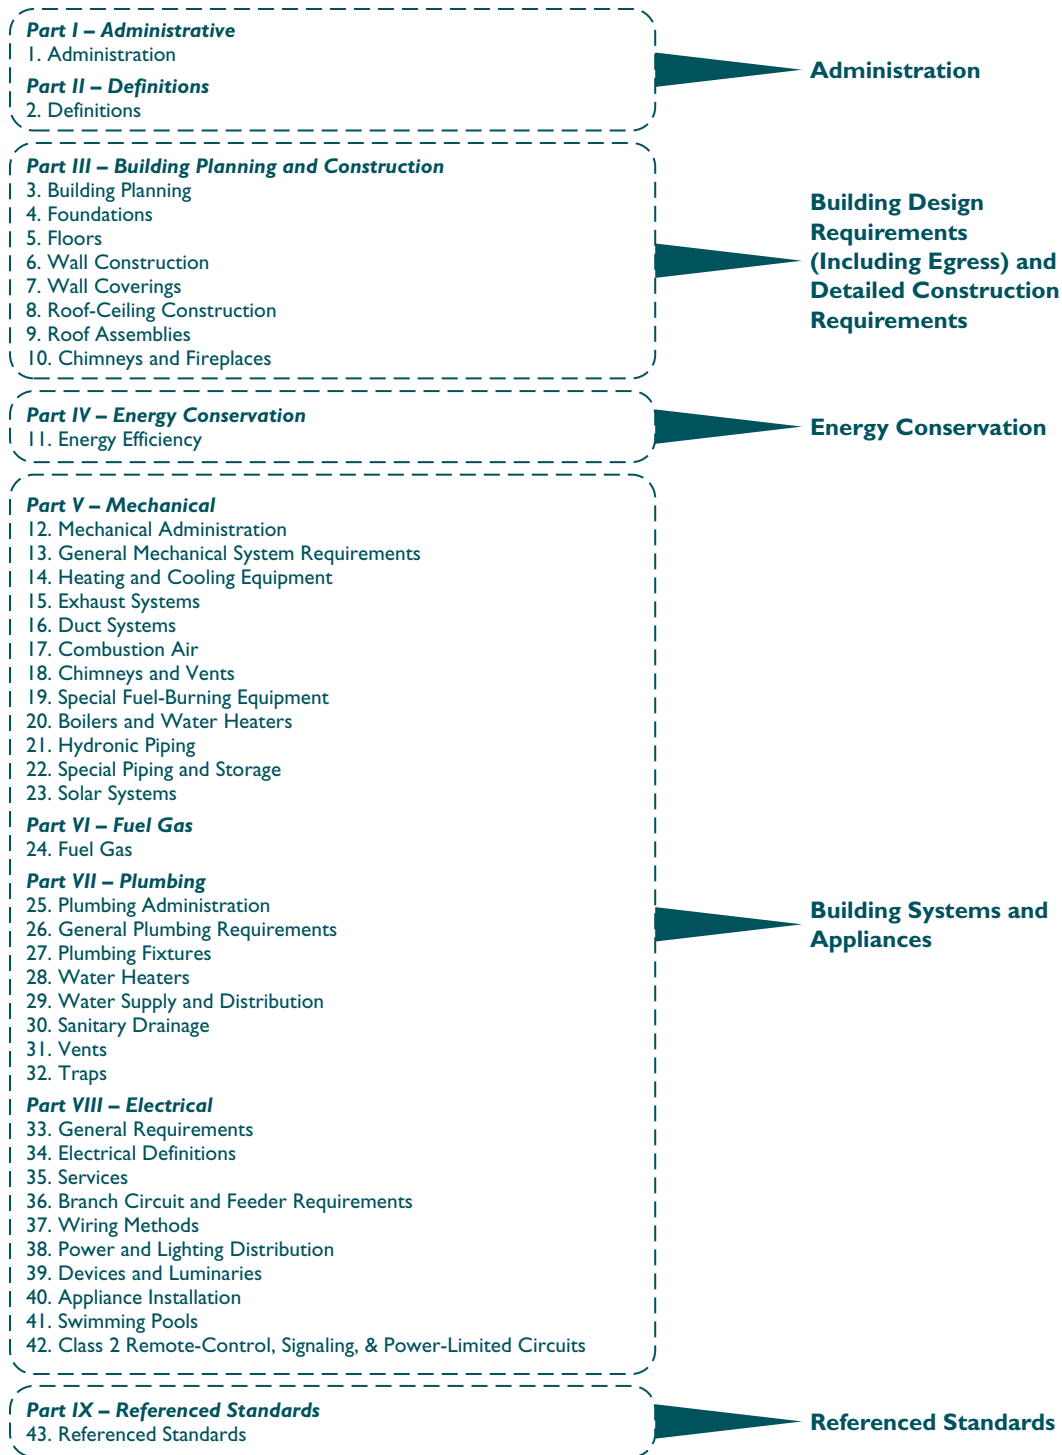 Part I – Administrative
1. Administration
Part II – Definitions
2. Definitions
Administration
Part III – Building Planning and Construction
3. Building Planning
4. Foundations
5. Floors
6. Wall Construction
7. Wall Coverings
8. Roof-Ceiling Construction
9. Roof Assemblies
10. Chimneys and Fireplaces
Building Design
Requirements
(Including Egress) and
Detailed Construction
Requirements
Part IV – Energy Conservation
11. Energy Efficiency
Energy Conservation
Part V – Mechanical
12. Mechanical Administration
13. General Mechanical System Requirements
14. Heating and Cooling Equipment
15. Exhaust Systems
16. Duct Systems
17. Combustion Air
18. Chimneys and Vents
19. Special Fuel-Burning Equipment
20. Boilers and Water Heaters
21. Hydronic Piping
22. Special Piping and Storage
23. Solar Systems
Part VI – Fuel Gas
24. Fuel Gas
Part VII – Plumbing
25. Plumbing Administration
26. General Plumbing Requirements
27. Plumbing Fixtures
28. Water Heaters
29. Water Supply and Distribution
30. Sanitary Drainage
31. Vents
32. Traps
Part VIII – Electrical
33. General Requirements
34. Electrical Definitions
35. Services
36. Branch Circuit and Feeder Requirements
37. Wiring Methods
38. Power and Lighting Distribution
39. Devices and Luminaries
40. Appliance Installation
41. Swimming Pools
42. Class 2 Remote-Control, Signaling, & Power-Limited Circuits
Building Systems and
Appliances
Part IX – Referenced Standards
43. Referenced Standards
Referenced Standards